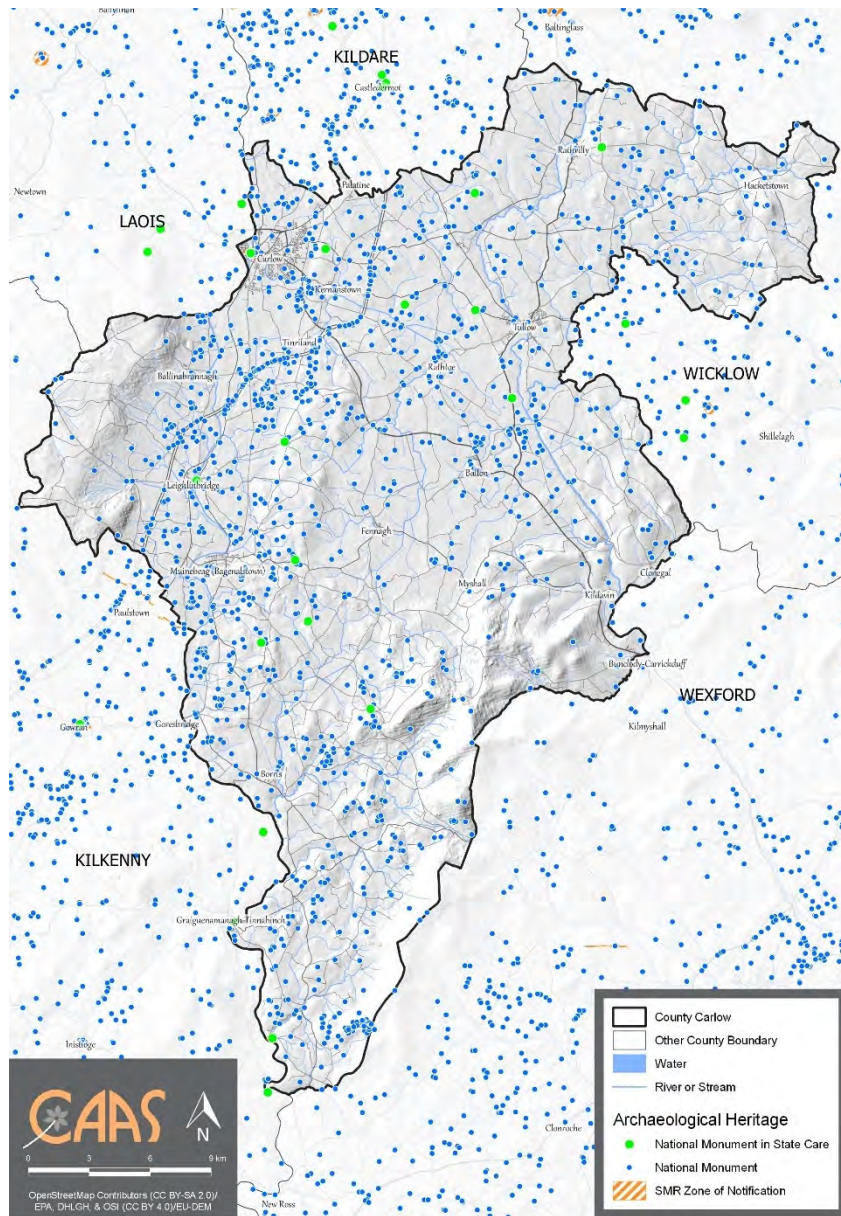 Ballylinan
Baltinglass
KILDARE
Castledermot
Rathvilly
Palatine
Hacketstown
Newtown
LAOIS
Carlow
Kernanstown
Tullow
Tinriland
WICKLOW
Rathtoe
Ballinabrannagh
Shillelagh
Ballon
Leighlinbridge
Fennagh
Muinebeag (Bagenalstown)
Myshall
Clonegal
Kildavin
Paulstown
Bunclody-Carrickduff
WEXFORD
Gowran
Goresbridge
Kilmyshall
Borris
KILKENNY
Graiguenamanagh-Tinnahinch
Inistioge
Clonroche
New Ross
County Carlow
Other County Boundary
Water
River or Stream
Archaeological Heritage
National Monument in State Care
National Monument
SMR Zone of Notification
CAAS
N
0 3 6 9 km
OpenStreetMap Contributors (CC BY-SA 2.0)/
EPA, DHLGH, & OSI (CC BY 4.0)/EU-DEM